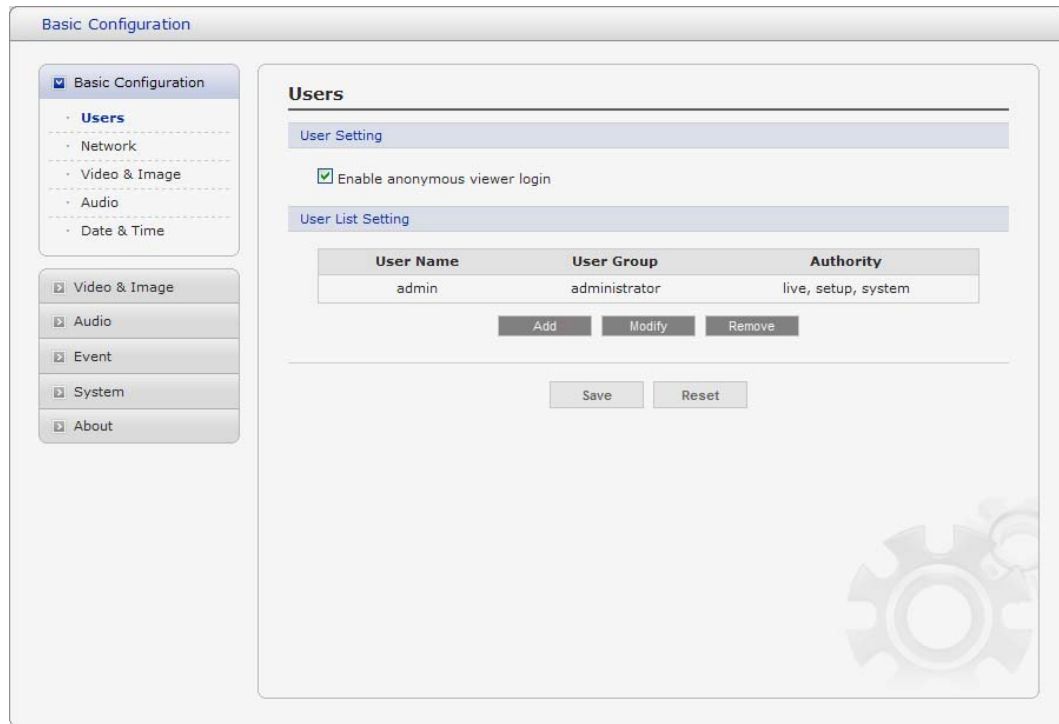 Basic Configuration
Basic Configuration
Users
Network
Video & Image
Audio
Date & Time
Video & Image
Audio
Event
System
About
Users
User Setting
Enable anonymous viewer login
User List Setting
User Name User Group Authority
admin administrator live, setup, system
Add Modify Remove
Save Reset